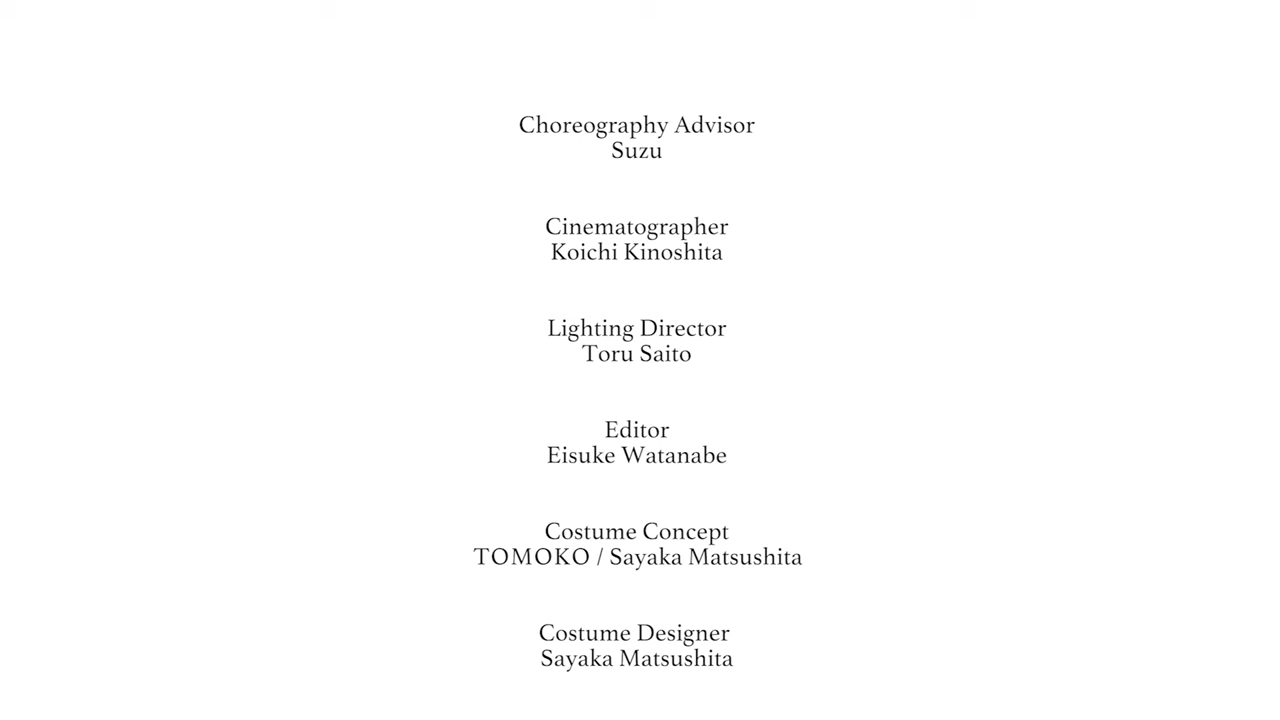 Choreography Advisor
Suzu
Cinematographer
Koichi Kinoshita
Lighting Director
Toru Saito
Editor
Eisuke Watanabe
Costume Concept
TOMOKO / Sayaka Matsushita
Costume Designer
Sayaka Matsushita